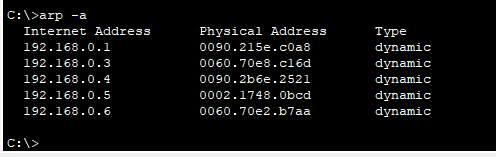 C:\>arp -a
Internet Address Physical Address Type
192.168.0.1 0090.215e.c0a8 dynamic
192.168.0.3 0060.70e8.c16d dynamic
192.168.0.4 0090.2b6e.2521 dynamic
192.168.0.5 0002.1748.0bcd dynamic
192.168.0.6 0060.70e2.b7aa dynamic
C:\>